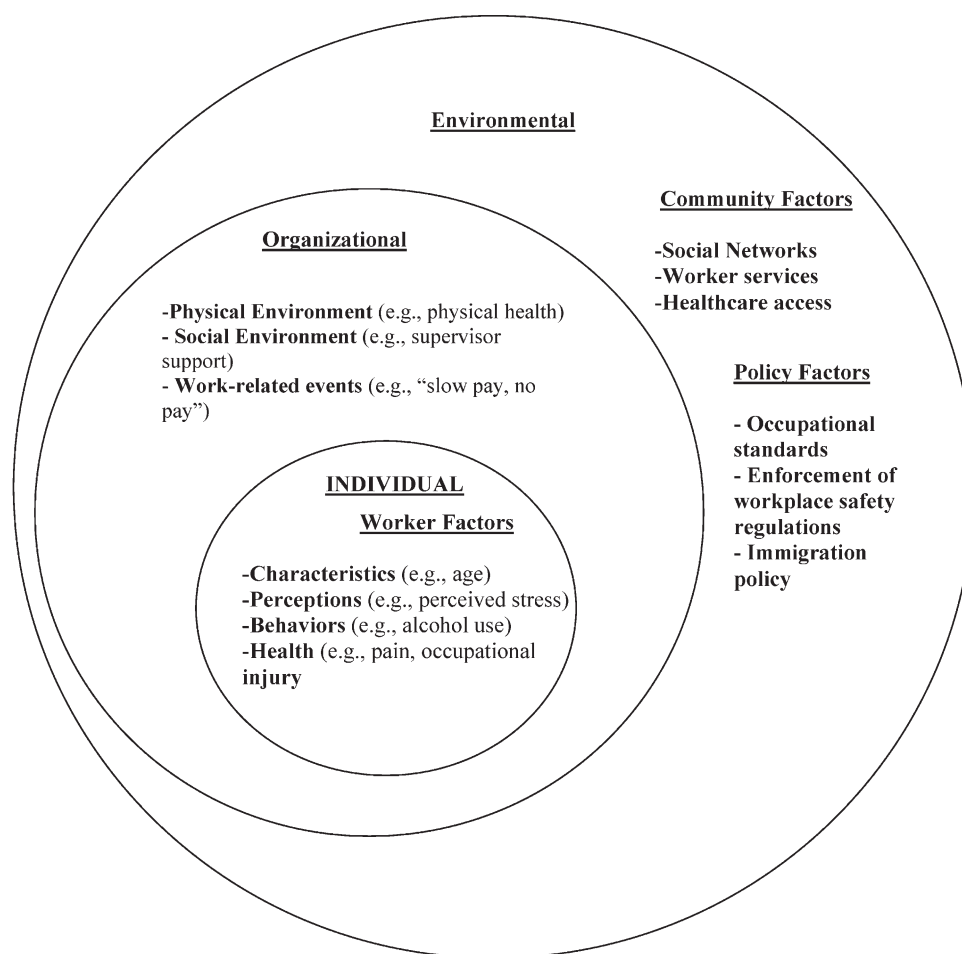 Environmental
Community Factors
-Social Networks
-Worker services
-Healthcare access
Policy Factors
- Occupational
standards
- Enforcement of
workplace safety
regulations
- Immigration
policy
Organizational
-Physical Environment (e.g., physical health)
- Social Environment (e.g., supervisor
support)
- Work-related events (e.g., “slow pay, no
pay”)
INDIVIDUAL
Worker Factors
-Characteristics (e.g., age)
-Perceptions (e.g., perceived stress)
-Behaviors (e.g., alcohol use)
-Health (e.g., pain, occupational
injury